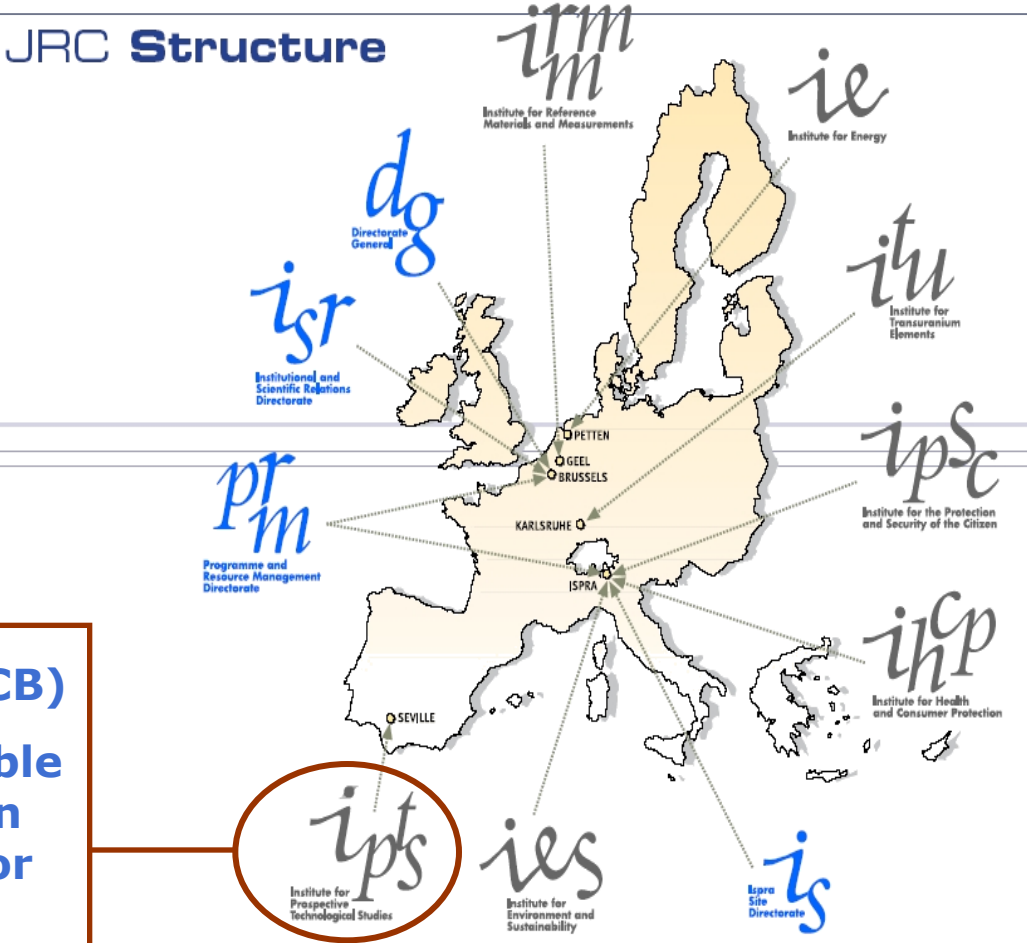 JRC Structure
irmm
Institute for Reference
Materials and Measurements
ie
Institute for Energy
dg
Directorate
General
itu
Institute for
Transuranium
Elements
isr
Institutional and
Scientific Relations
Directorate
ipsc
Institute for the Protection
and Security of the Citizen
prm
Programme and
Resource Management
Directorate
PETTEN
GEEL
BRUSSELS
KARLSRUHE
ISPRA
SEVILLE
ihcp
Institute for Health
and Consumer Protection
CB)
ble
n
or
ipts
Institute for
Prospective
Technological Studies
ies
Institute for
Environment and
Sustainability
is
Ispra
Site
Directorate